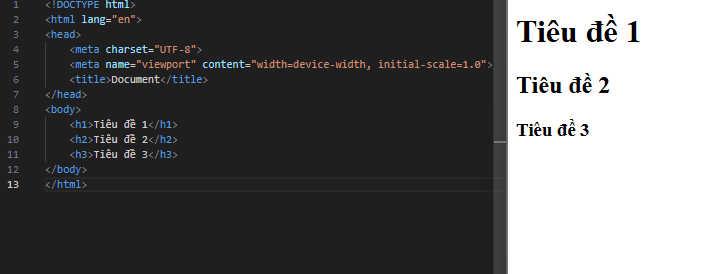 1 <!DOCTYPE html>
2 <html lang="en">
3 <head>
4 <meta charset="UTF-8">
5 <meta name="viewport" content="width=device-width, initial-scale=1.0">
6 <title>Document</title>
7 </head>
8 <body>
9 <h1>Tiêu đề 1</h1>
10 <h2>Tiêu đề 2</h2>
11 <h3>Tiêu đề 3</h3>
12 </body>
13 </html>
Tiêu đề 1
Tiêu đề 2
Tiêu đề 3